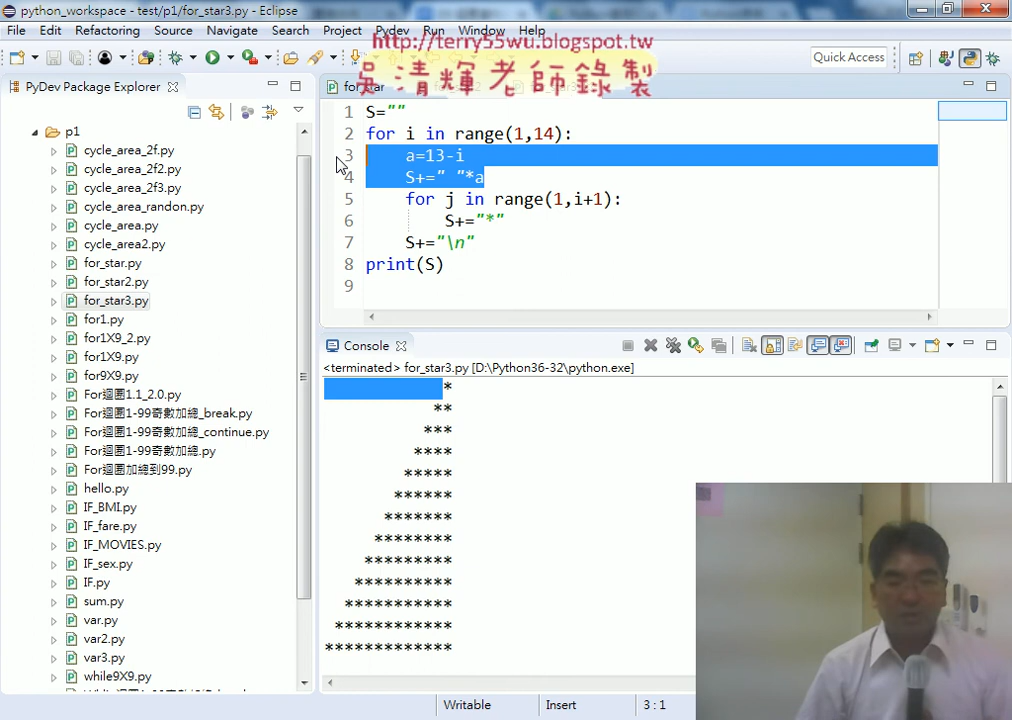 python_workspace - test/p1/for_star3.py - Eclipse
File Edit Refactoring Source Navigate Search Project Pydev Run Window Help
http://terry55wu.blogspot.tw
吳清輝老師錄製
Quick Access
PyDev Package Explorer
for_star
p1
cycle_area_2f.py
cycle_area_2f2.py
cycle_area_2f3.py
cycle_area_randon.py
cycle_area.py
cycle_area2.py
for_star.py
for_star2.py
for_star3.py
for1.py
for1X9_2.py
for1X9.py
for9X9.py
For迴圈1.1_2.0.py
For迴圈1-99奇數加總_break.py
For迴圈1-99奇數加總_continue.py
For迴圈1-99奇數加總.py
For迴圈加總到99.py
hello.py
IF_BMI.py
IF_fare.py
IF_MOVIES.py
IF_sex.py
IF.py
sum.py
var.py
var2.py
var3.py
while9X9.py
1 S=""
2 for i in range(1,14):
3 a=13-i
4 S+=" "*a
5 for j in range(1,i+1):
6 S+="*"
7 S+="\n"
8 print(S)
9
Console
<terminated> for_star3.py [D:\Python36-32\python.exe]
*
**
***
****
*****
******
*******
********
*********
**********
***********
************
*************
Writable Insert 3 : 1